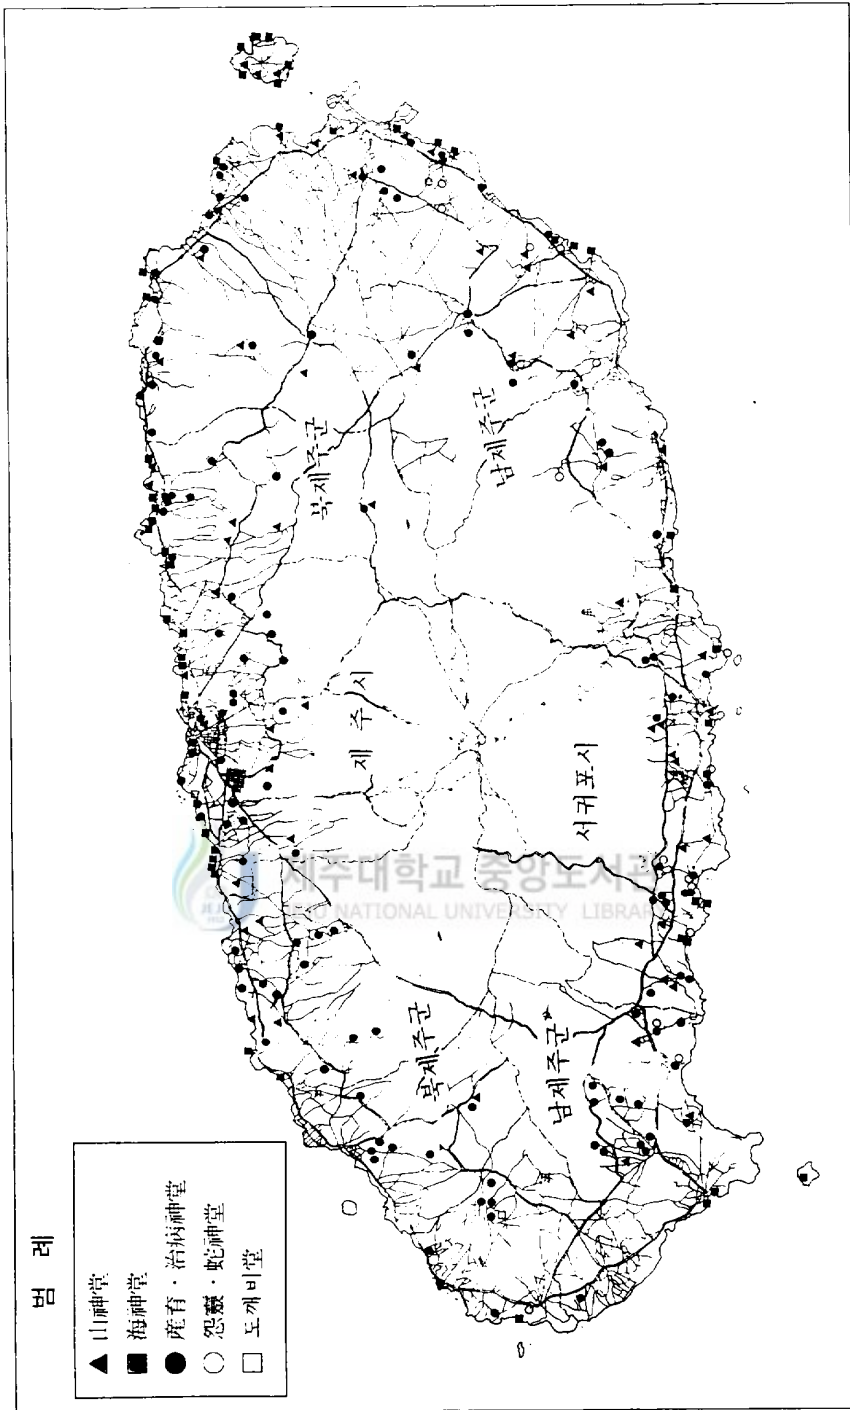 범 례
▲ 山神堂
■ 海神堂
● 産育·治病神堂
○ 怨靈·蛇神堂
□ 도깨비堂
북제주군
제 주 시
북제주군
남제주군
서귀포시
남제주군
제주대학교 중앙도서관
JEJU NATIONAL UNIVERSITY LIBRARY